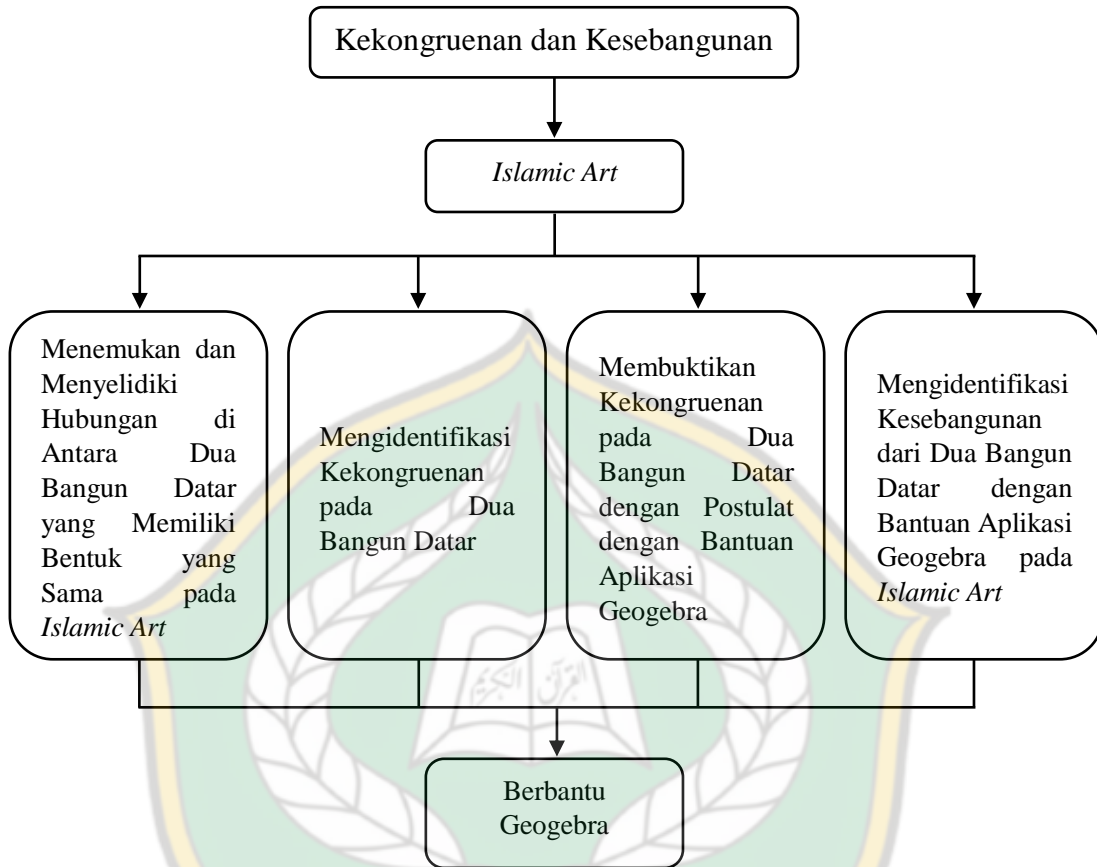 Kekongruenan dan Kesebangunan
Islamic Art
Menemukan dan
Menyelidiki
Hubungan di
Antara Dua
Bangun Datar
yang Memiliki
Bentuk yang
Sama pada
Islamic Art
Mengidentifikasi
Kekongruenan
pada Dua
Bangun Datar
Membuktikan
Kekongruenan
pada Dua
Bangun Datar
dengan Postulat
dengan Bantuan
Aplikasi
Geogebra
Mengidentifikasi
Kesebangunan
dari Dua Bangun
Datar dengan
Bantuan Aplikasi
Geogebra pada
Islamic Art
القرآن الكريم
Berbantu
Geogebra